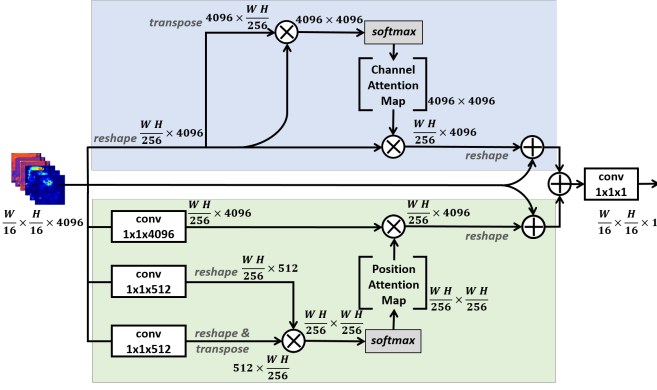 transpose 4096 × W H / 256
4096 × 4096
softmax
Channel
Attention
Map
4096 × 4096
reshape W H / 256 × 4096
W H / 256 × 4096
reshape
W / 16 × H / 16 × 4096
conv
1x1x1
W / 16 × H / 16 × 1
conv
1x1x4096
W H / 256 × 4096
W H / 256 × 4096
reshape
conv
1x1x512
reshape W H / 256 × 512
Position
Attention
Map
W H / 256 × W H / 256
W H / 256 × W H / 256
conv
1x1x512
reshape &
transpose
512 × W H / 256
softmax